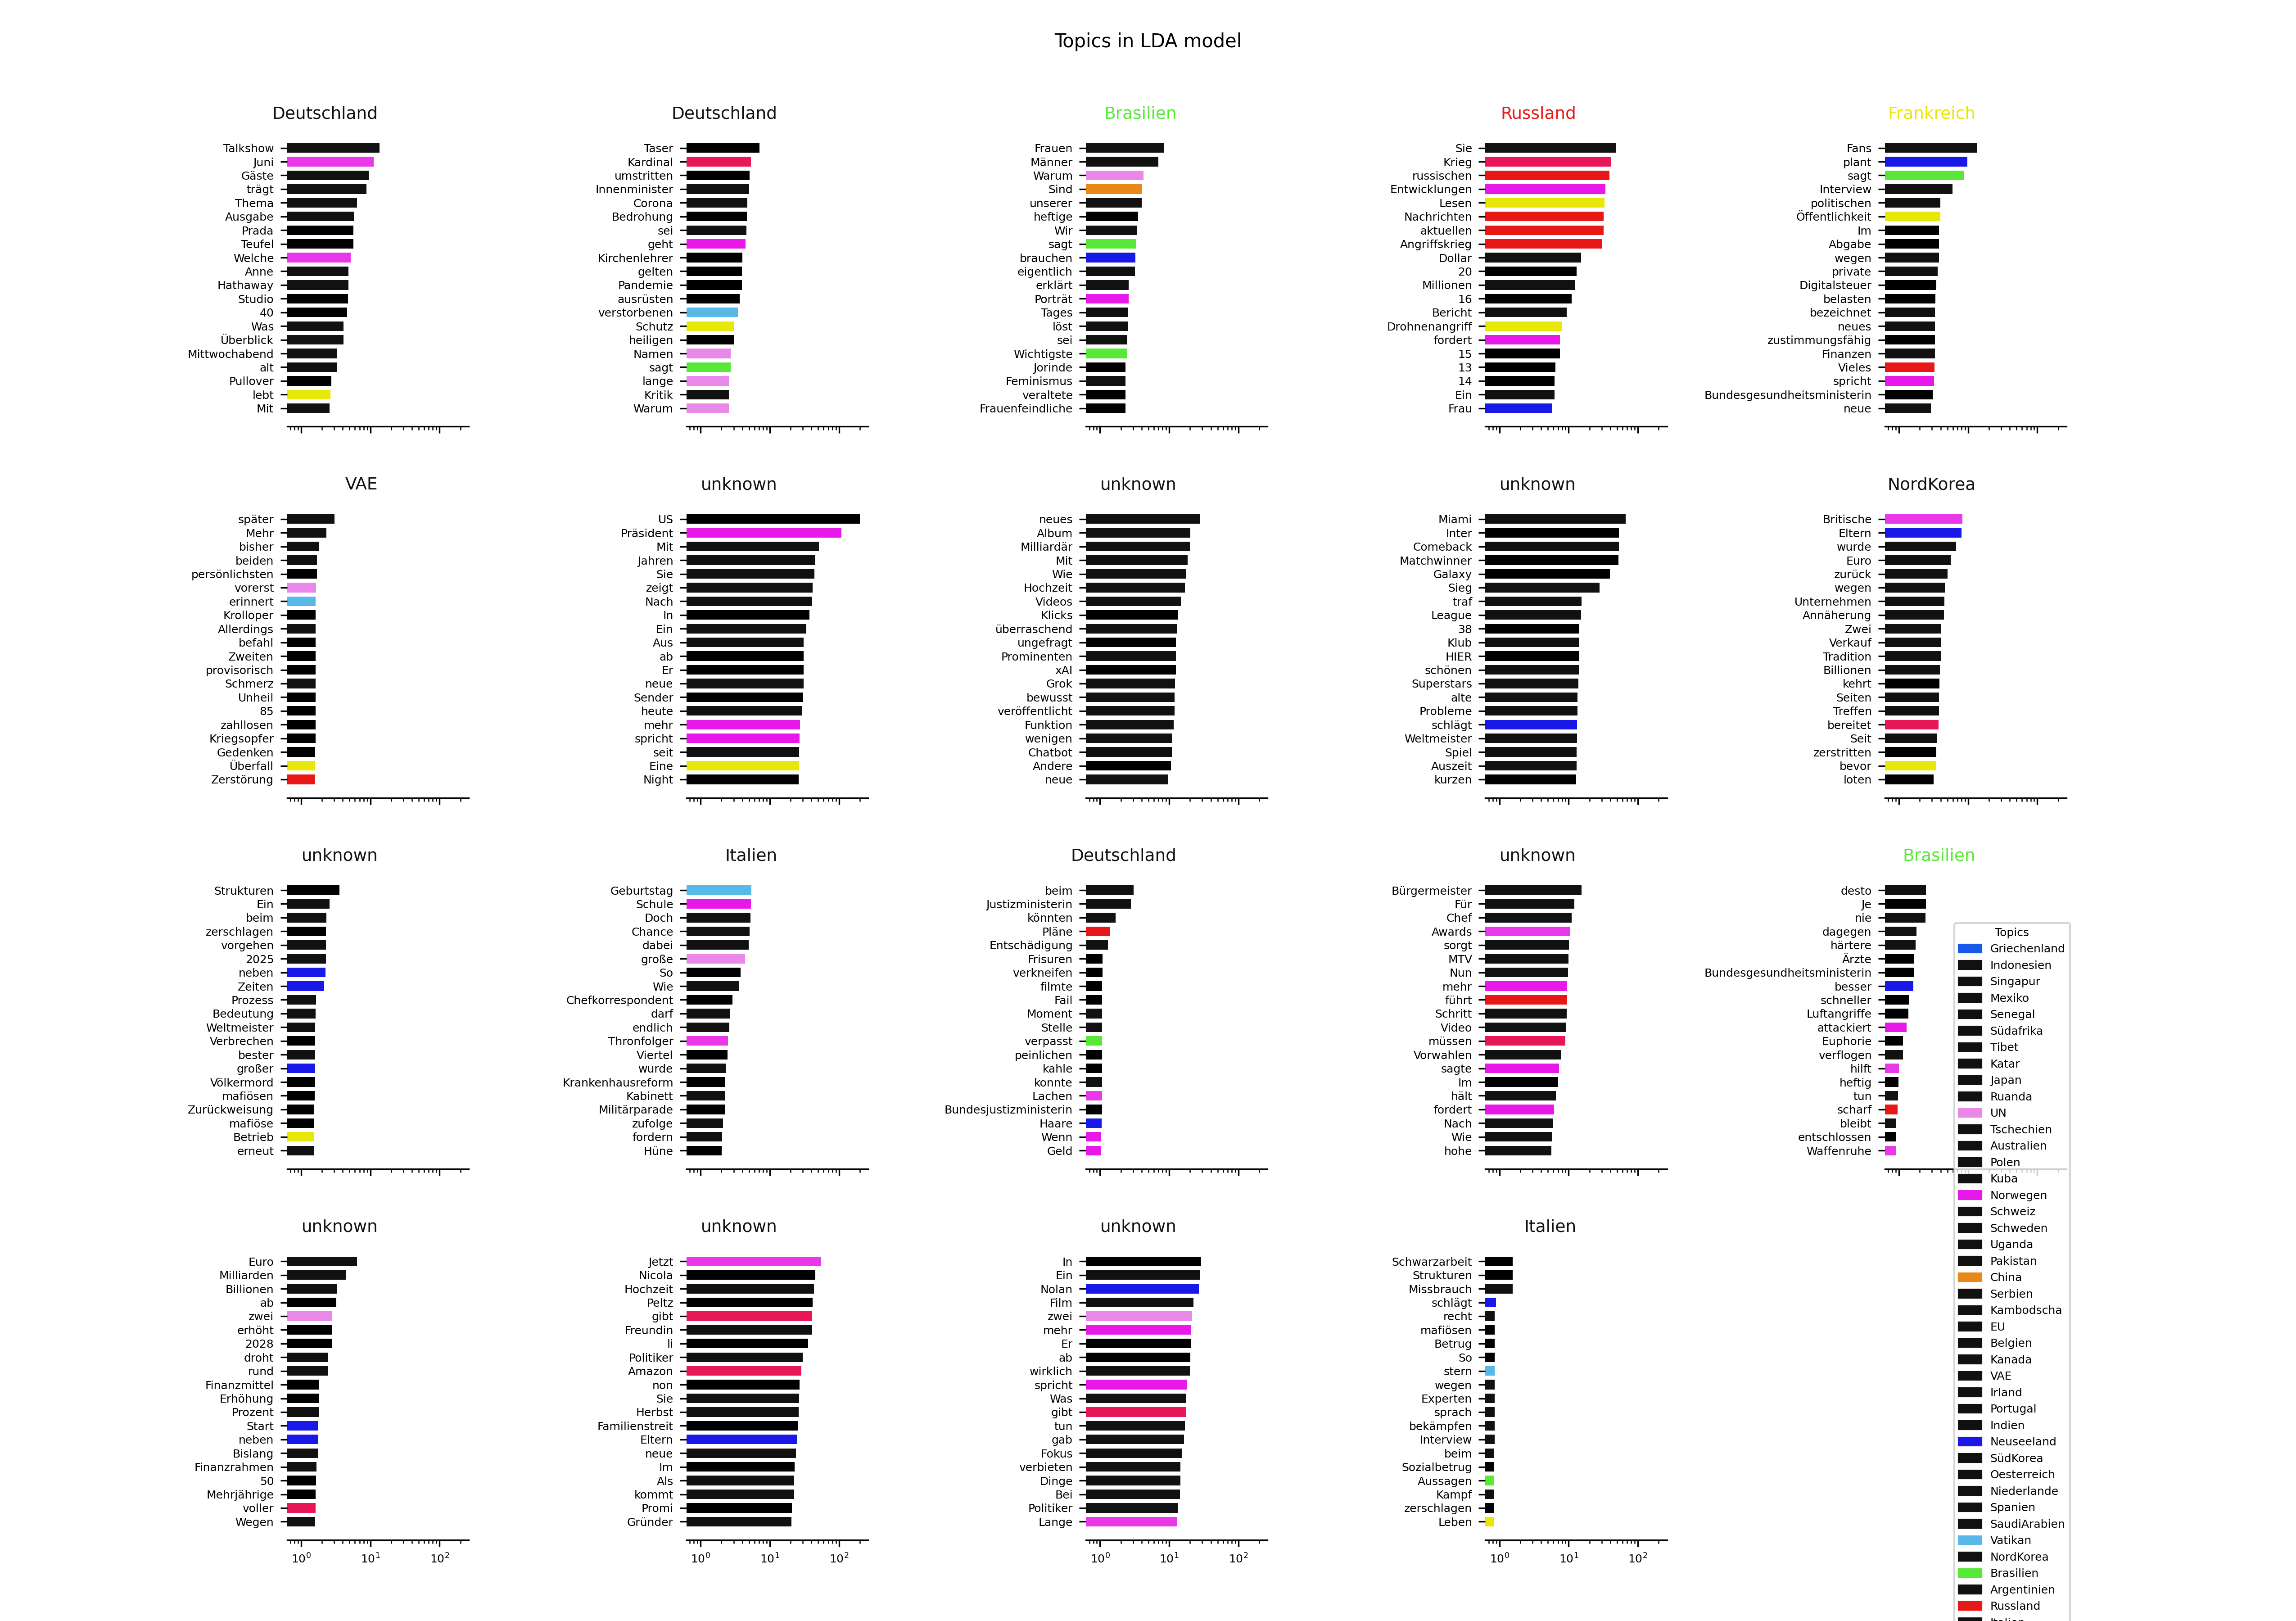 Topics in LDA model
Deutschland
Talkshow
Juni
Gäste
trägt
Thema
Ausgabe
Prada
Teufel
Welche
Anne
Hathaway
Studio
40
Was
Überblick
Mittwochabend
alt
Pullover
lebt
Mit
Deutschland
Taser
Kardinal
umstritten
Innenminister
Corona
Bedrohung
sei
geht
Kirchenlehrer
gelten
Pandemie
ausrüsten
verstorbenen
Schutz
heiligen
Namen
sagt
lange
Kritik
Warum
Brasilien
Frauen
Männer
Warum
Sind
unserer
heftige
Wir
sagt
brauchen
eigentlich
erklärt
Porträt
Tages
löst
sei
Wichtigste
Jorinde
Feminismus
veraltete
Frauenfeindliche
Russland
Sie
Krieg
russischen
Entwicklungen
Lesen
Nachrichten
aktuellen
Angriffskrieg
Dollar
20
Millionen
16
Bericht
Drohnenangriff
fordert
15
13
14
Ein
Frau
Frankreich
Fans
plant
sagt
Interview
politischen
Öffentlichkeit
Im
Abgabe
wegen
private
Digitalsteuer
belasten
bezeichnet
neues
zustimmungsfähig
Finanzen
Vieles
spricht
Bundesgesundheitsministerin
neue
VAE
später
Mehr
bisher
beiden
persönlichsten
vorerst
erinnert
Krolloper
Allerdings
befahl
Zweiten
provisorisch
Schmerz
Unheil
85
zahllosen
Kriegsopfer
Gedenken
Überfall
Zerstörung
unknown
US
Präsident
Mit
Jahren
Sie
zeigt
Nach
In
Ein
Aus
ab
Er
neue
Sender
heute
mehr
spricht
seit
Eine
Night
unknown
neues
Album
Milliardär
Mit
Wie
Hochzeit
Videos
Klicks
überraschend
ungefragt
Prominenten
xAI
Grok
bewusst
veröffentlicht
Funktion
wenigen
Chatbot
Andere
neue
unknown
Miami
Inter
Comeback
Matchwinner
Galaxy
Sieg
traf
League
38
Klub
HIER
schönen
Superstars
alte
Probleme
schlägt
Weltmeister
Spiel
Auszeit
kurzen
NordKorea
Britische
Eltern
wurde
Euro
zurück
wegen
Unternehmen
Annäherung
Zwei
Verkauf
Tradition
Billionen
kehrt
Seiten
Treffen
bereitet
Seit
zerstritten
bevor
loten
unknown
Strukturen
Ein
beim
zerschlagen
vorgehen
2025
neben
Zeiten
Prozess
Bedeutung
Weltmeister
Verbrechen
bester
großer
Völkermord
mafiösen
Zurückweisung
mafiöse
Betrieb
erneut
Italien
Geburtstag
Schule
Doch
Chance
dabei
große
So
Wie
Chefkorrespondent
darf
endlich
Thronfolger
Viertel
wurde
Krankenhausreform
Kabinett
Militärparade
zufolge
fordern
Hüne
Deutschland
beim
Justizministerin
könnten
Pläne
Entschädigung
Frisuren
verkneifen
filmte
Fail
Moment
Stelle
verpasst
peinlichen
kahle
konnte
Lachen
Bundesjustizministerin
Haare
Wenn
Geld
unknown
Bürgermeister
Für
Chef
Awards
sorgt
MTV
Nun
mehr
führt
Schritt
Video
müssen
Vorwahlen
sagte
Im
hält
fordert
Nach
Wie
hohe
Brasilien
desto
Je
nie
dagegen
härtere
Ärzte
Bundesgesundheitsministerin
besser
schneller
Luftangriffe
attackiert
Euphorie
verflogen
hilft
heftig
tun
scharf
bleibt
entschlossen
Waffenruhe
unknown
Euro
Milliarden
Billionen
ab
zwei
erhöht
2028
droht
rund
Finanzmittel
Erhöhung
Prozent
Start
neben
Bislang
Finanzrahmen
50
Mehrjährige
voller
Wegen
10⁰ 10¹ 10²
unknown
Jetzt
Nicola
Hochzeit
Peltz
gibt
Freundin
li
Politiker
Amazon
non
Sie
Herbst
Familienstreit
Eltern
neue
Im
Als
kommt
Promi
Gründer
10⁰ 10¹ 10²
unknown
In
Ein
Nolan
Film
zwei
mehr
Er
ab
wirklich
spricht
Was
gibt
tun
gab
Fokus
verbieten
Dinge
Bei
Politiker
Lange
10⁰ 10¹ 10²
Italien
Schwarzarbeit
Strukturen
Missbrauch
schlägt
recht
mafiösen
Betrug
So
stern
wegen
Experten
sprach
bekämpfen
Interview
beim
Sozialbetrug
Aussagen
Kampf
zerschlagen
Leben
10⁰ 10¹ 10²
Topics
Griechenland
Indonesien
Singapur
Mexiko
Senegal
Südafrika
Tibet
Katar
Japan
Ruanda
UN
Tschechien
Australien
Polen
Kuba
Norwegen
Schweiz
Schweden
Uganda
Pakistan
China
Serbien
Kambodscha
EU
Belgien
Kanada
VAE
Irland
Portugal
Indien
Neuseeland
SüdKorea
Oesterreich
Niederlande
Spanien
SaudiArabien
Vatikan
NordKorea
Brasilien
Argentinien
Russland